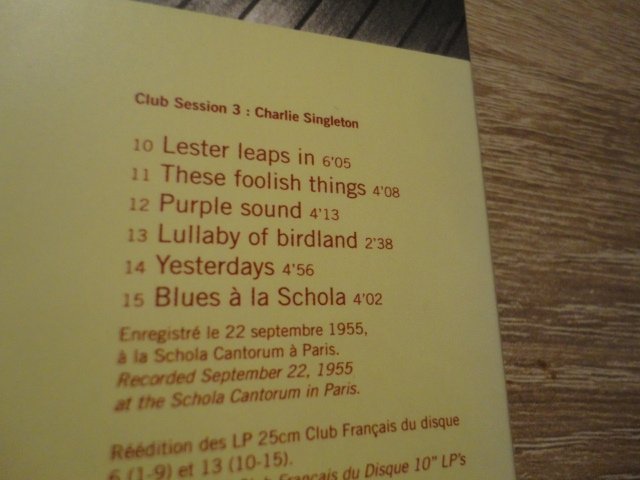 Club Session 3 : Charlie Singleton
10 Lester leaps in 6'05
11 These foolish things 4'08
12 Purple sound 4'13
13 Lullaby of birdland 2'38
14 Yesterdays 4'56
15 Blues à la Schola 4'02
Enregistré le 22 septembre 1955,
à la Schola Cantorum à Paris.
Recorded September 22, 1955
at the Schola Cantorum in Paris.
Réédition des LP 25cm Club Français du disque
6 (1-9) et 13 (10-15).
Français du Disque 10" LP's